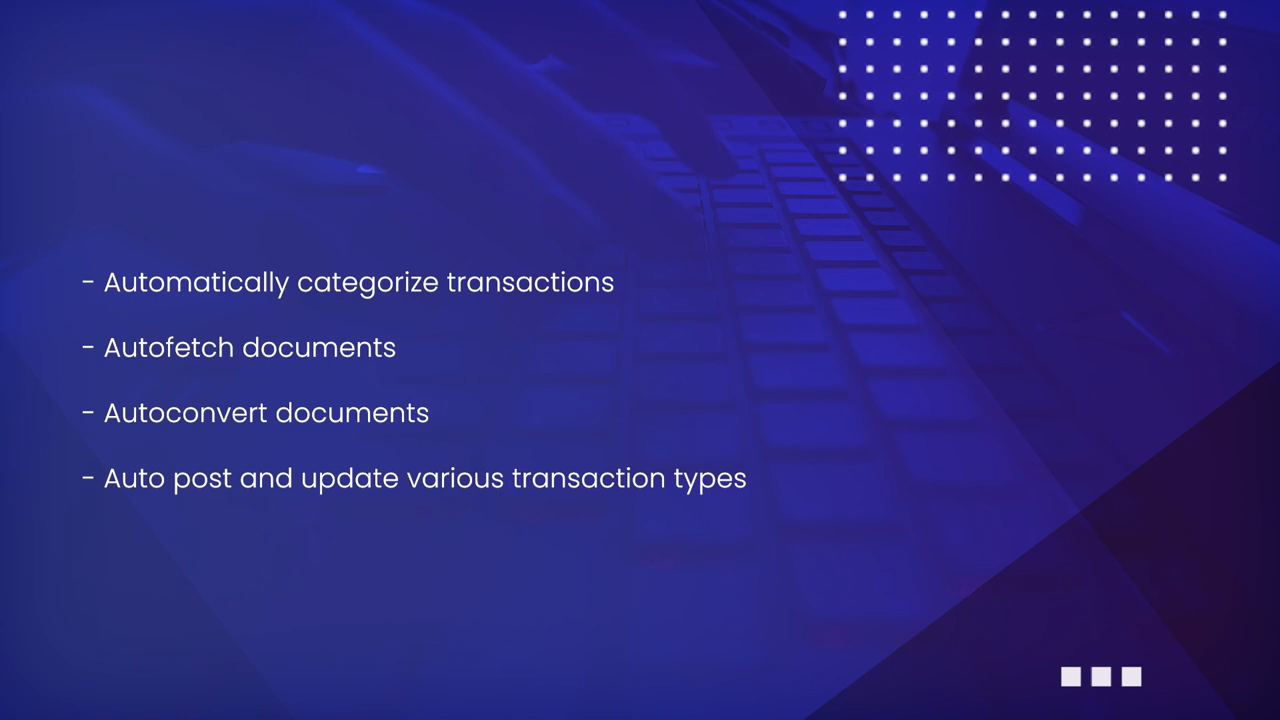 - Automatically categorize transactions
- Autofetch documents
- Autoconvert documents
- Auto post and update various transaction types